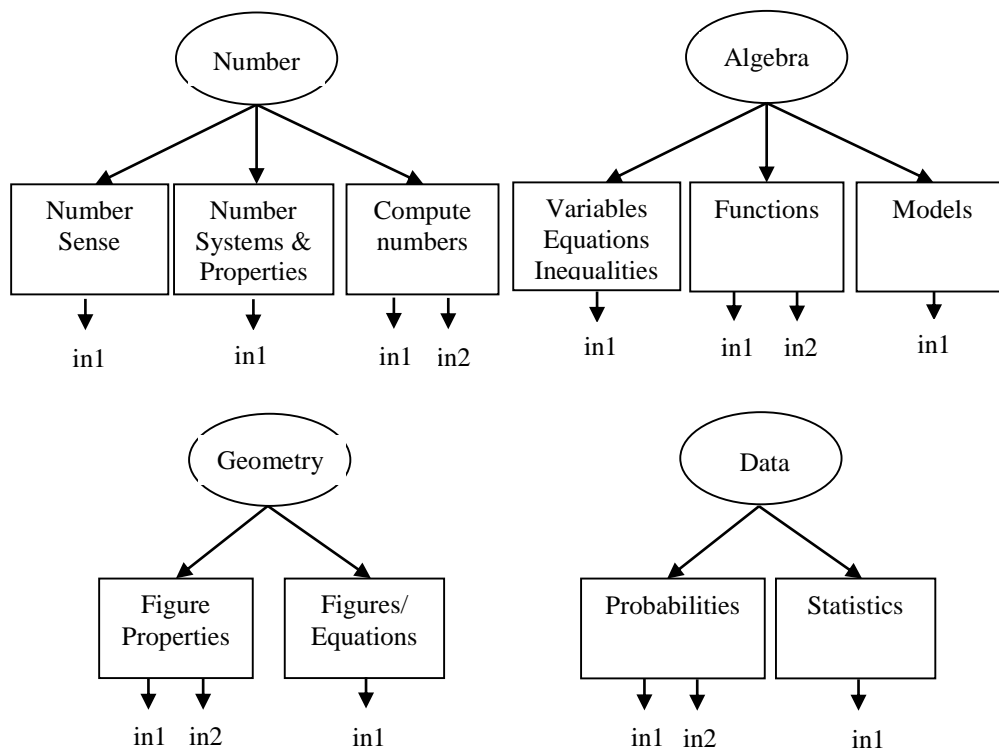 Number
Algebra
Number
Sense
Number
Systems &
Properties
Compute
numbers
Variables
Equations
Inequalities
Functions
Models
in1
in1
in1 in2
in1
in1 in2
in1
Geometry
Data
Figure
Properties
Figures/
Equations
Probabilities
Statistics
in1 in2
in1
in1 in2
in1